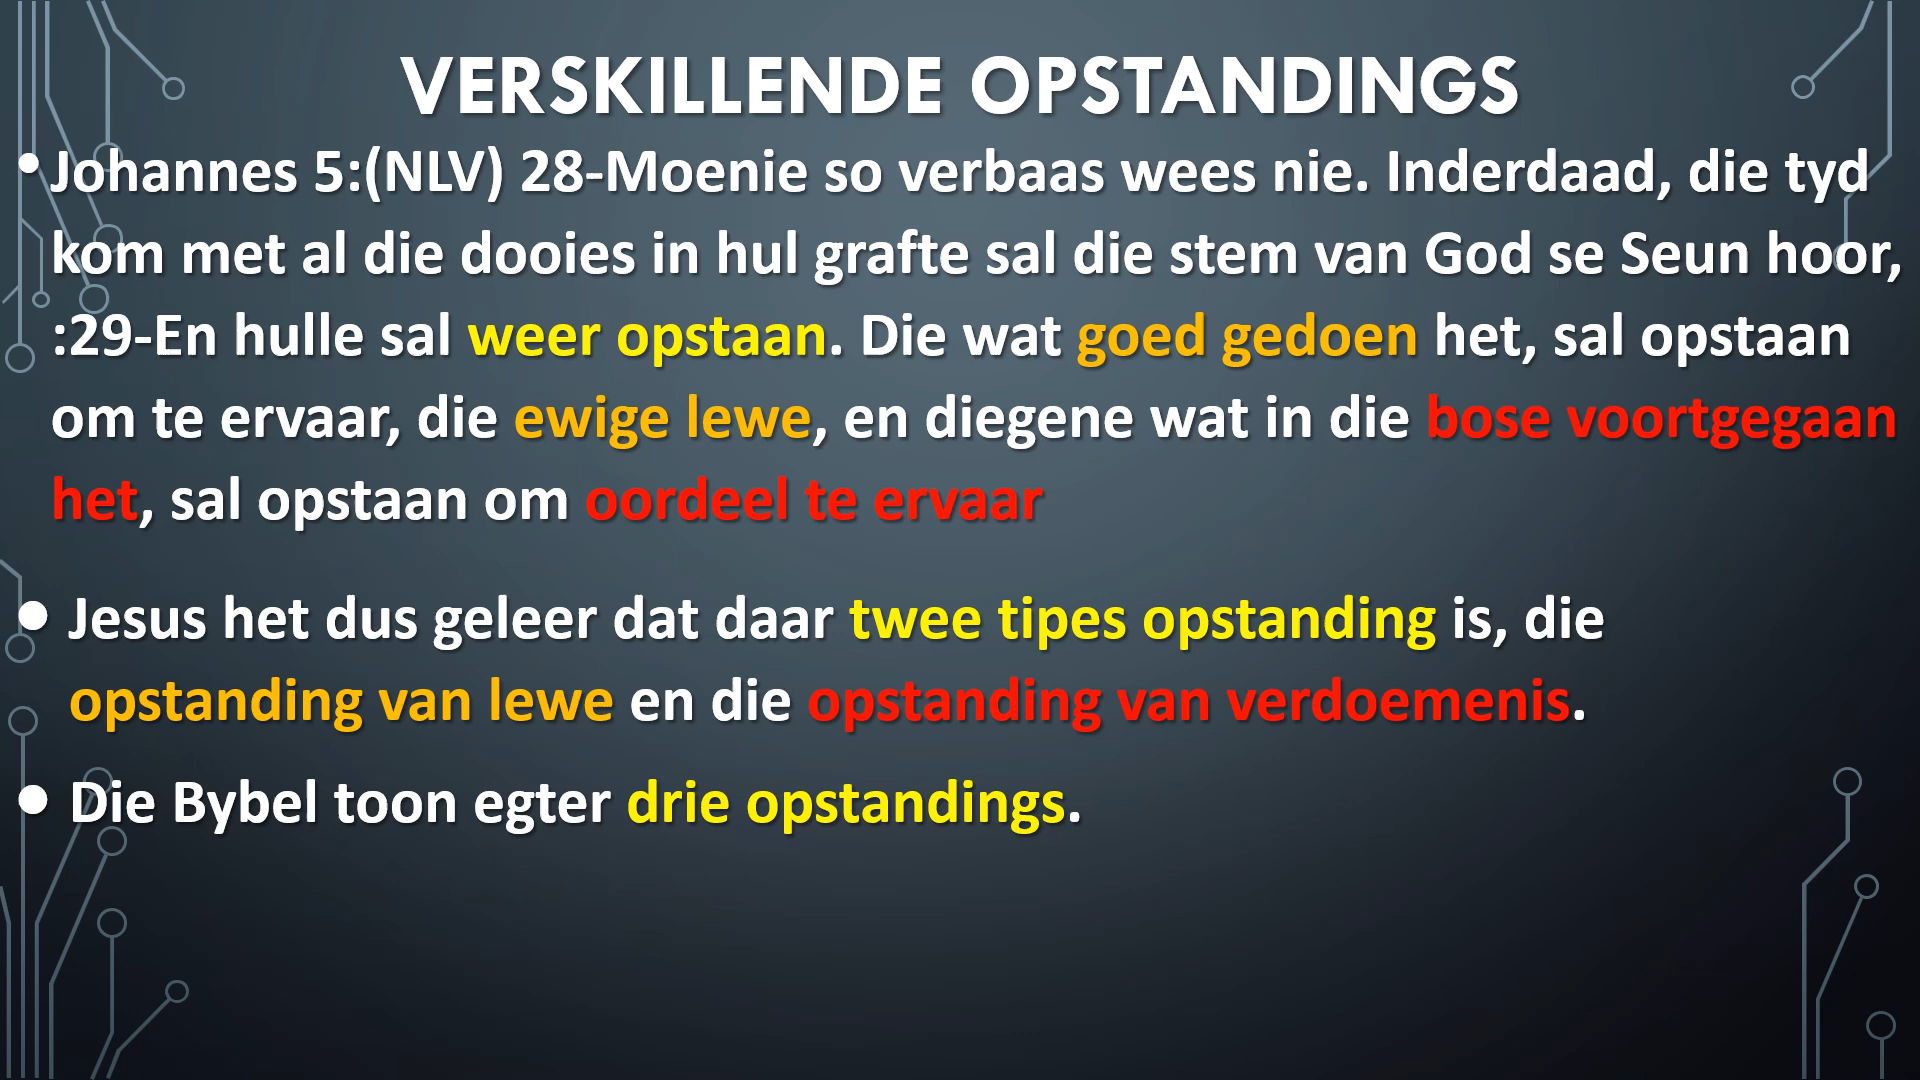 VERSKILLENDE OPSTANDINGS
• Johannes 5:(NLV) 28-Moenie so verbaas wees nie. Inderdaad, die tyd
kom met al die dooies in hul grafte sal die stem van God se Seun hoor,
:29-En hulle sal weer opstaan. Die wat goed gedoen het, sal opstaan
om te ervaar, die ewige lewe, en diegene wat in die bose voortgegaan
het, sal opstaan om oordeel te ervaar
• Jesus het dus geleer dat daar twee tipes opstanding is, die
opstanding van lewe en die opstanding van verdoemenis.
• Die Bybel toon egter drie opstandings.